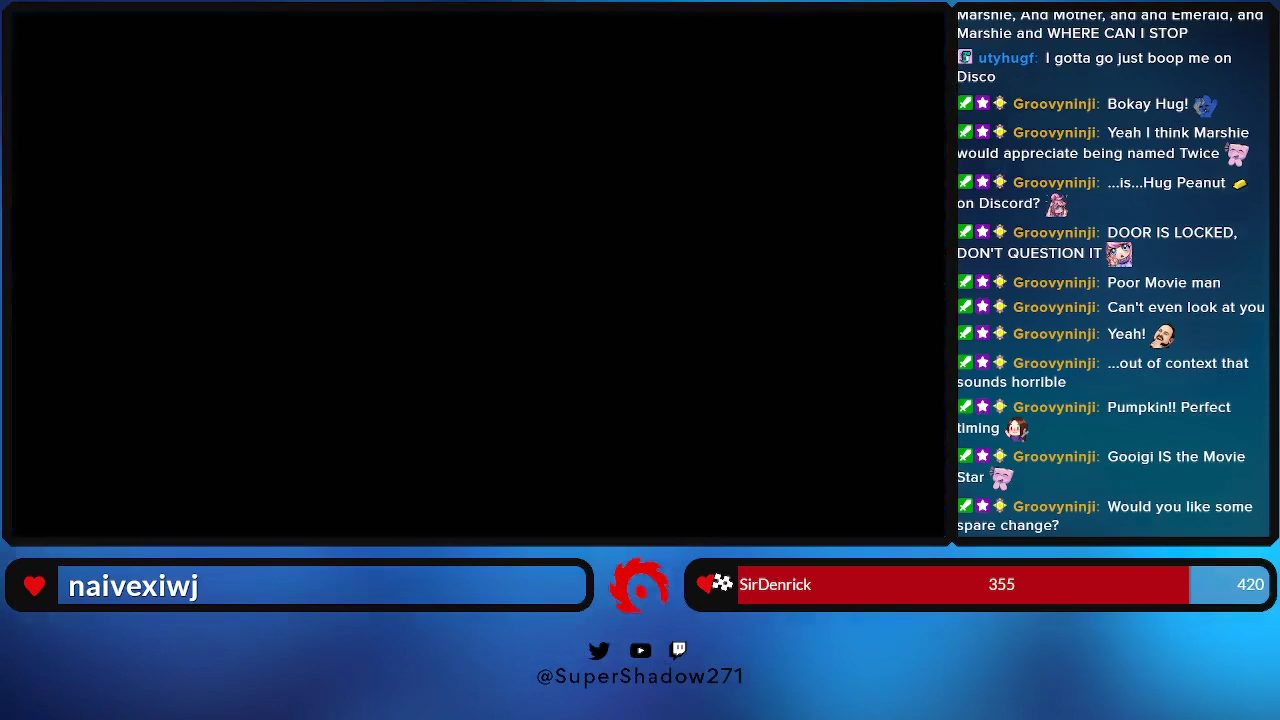 Marshie, And Mother, and and Emerald, and
Marshie and WHERE CAN I STOP
utyhugf: I gotta go just boop me on
Disco
Groovyninji: Bokay Hug!
Groovyninji: Yeah I think Marshie
would appreciate being named Twice
Groovyninji: ...is...Hug Peanut
on Discord?
Groovyninji: DOOR IS LOCKED,
DON'T QUESTION IT
Groovyninji: Poor Movie man
Groovyninji: Can't even look at you
Groovyninji: Yeah!
Groovyninji: ...out of context that
sounds horrible
Groovyninji: Pumpkin!! Perfect
timing
Groovyninji: Gooigi IS the Movie
Star
Groovyninji: Would you like some
spare change?
naivexiwj
SirDenrick 355 420
@SuperShadow271